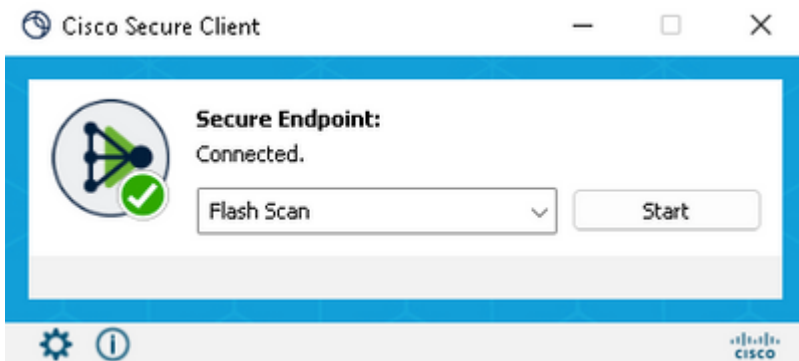 Cisco Secure Client
Secure Endpoint:
Connected.
Flash Scan
Start
cisco